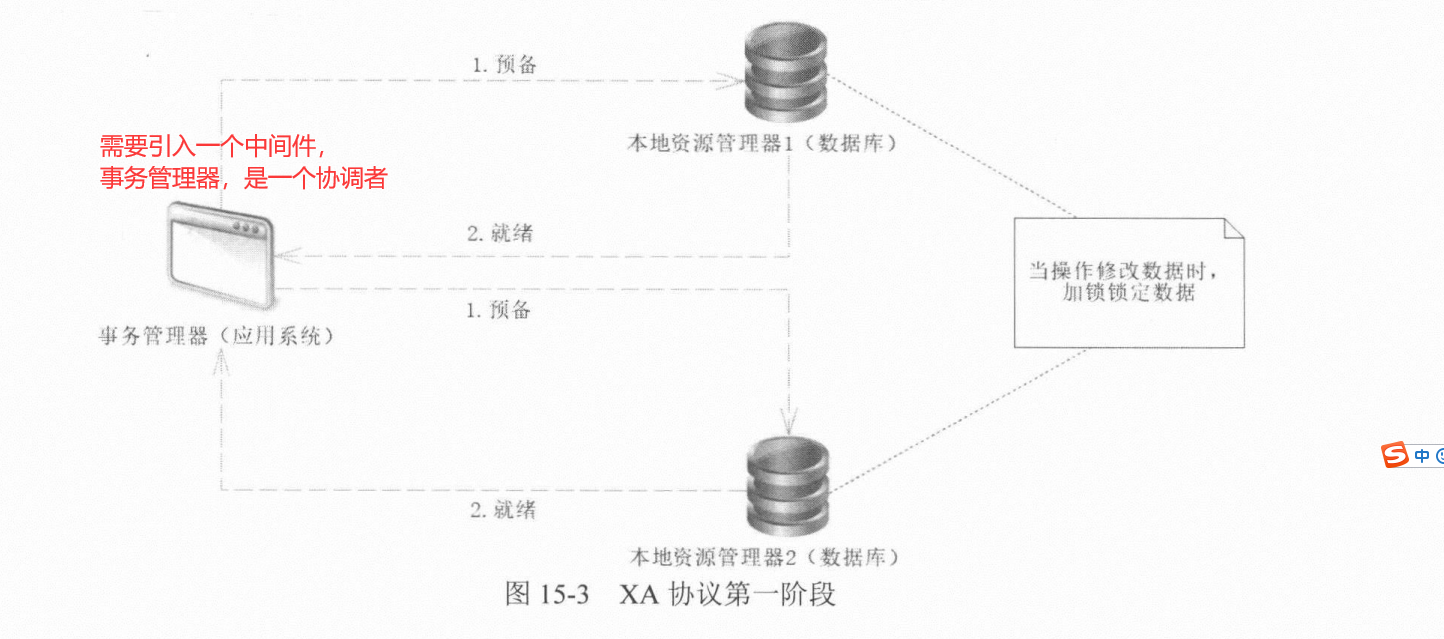 1. 预备
本地资源管理器1（数据库）
需要引入一个中间件，
事务管理器，是一个协调者
2. 就绪
当操作修改数据时，
加锁锁定数据
1. 预备
事务管理器（应用系统）
2. 就绪
本地资源管理器2（数据库）
图 15-3 XA 协议第一阶段
S 中